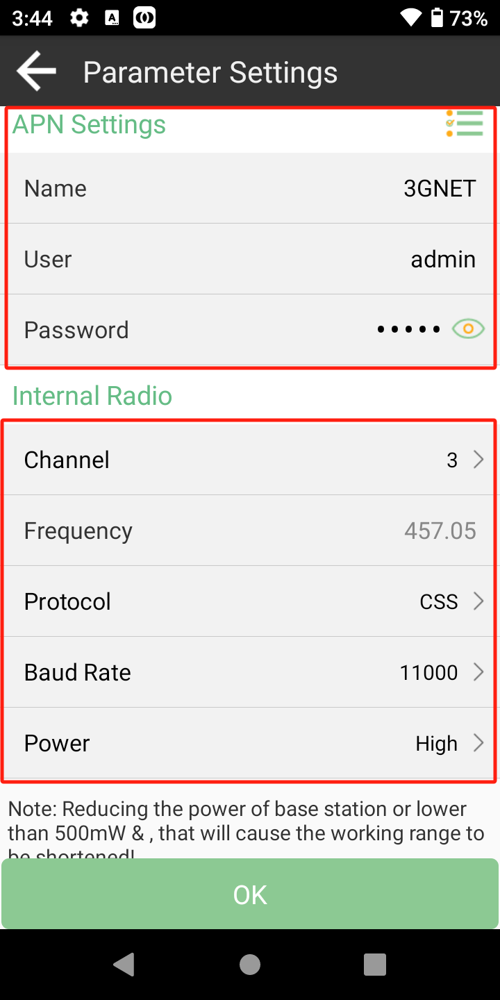 3:44 A 73%
Parameter Settings
APN Settings
Name 3GNET
User admin
Password •••••
Internal Radio
Channel 3
Frequency 457.05
Protocol CSS
Baud Rate 11000
Power High
Note: Reducing the power of base station or lower
than 500mW & , that will cause the working range to
be shortened!
OK